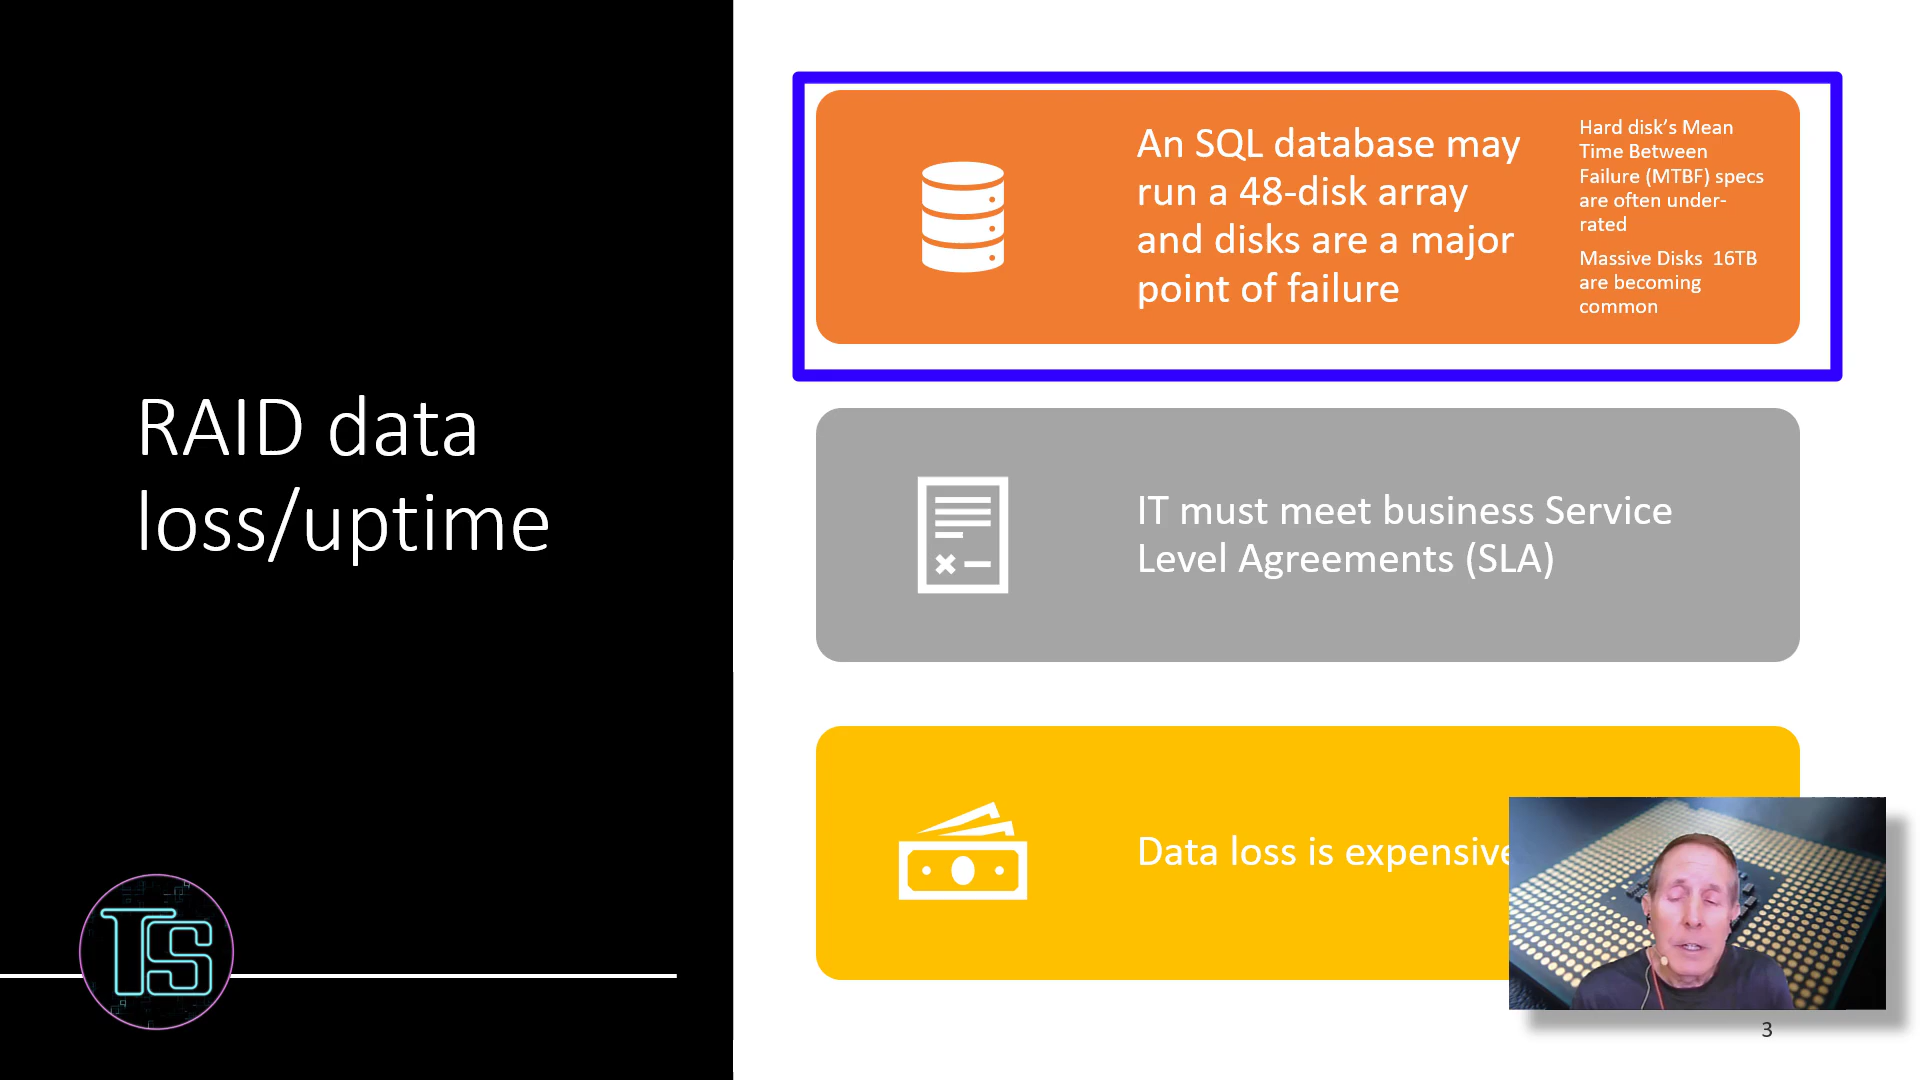 RAID data
loss/uptime
An SQL database may
run a 48-disk array
and disks are a major
point of failure
Hard disk’s Mean
Time Between
Failure (MTBF) specs
are often under-
rated
Massive Disks  16TB
are becoming
common
IT must meet business Service
Level Agreements (SLA)
Data loss is expensive
TS
3